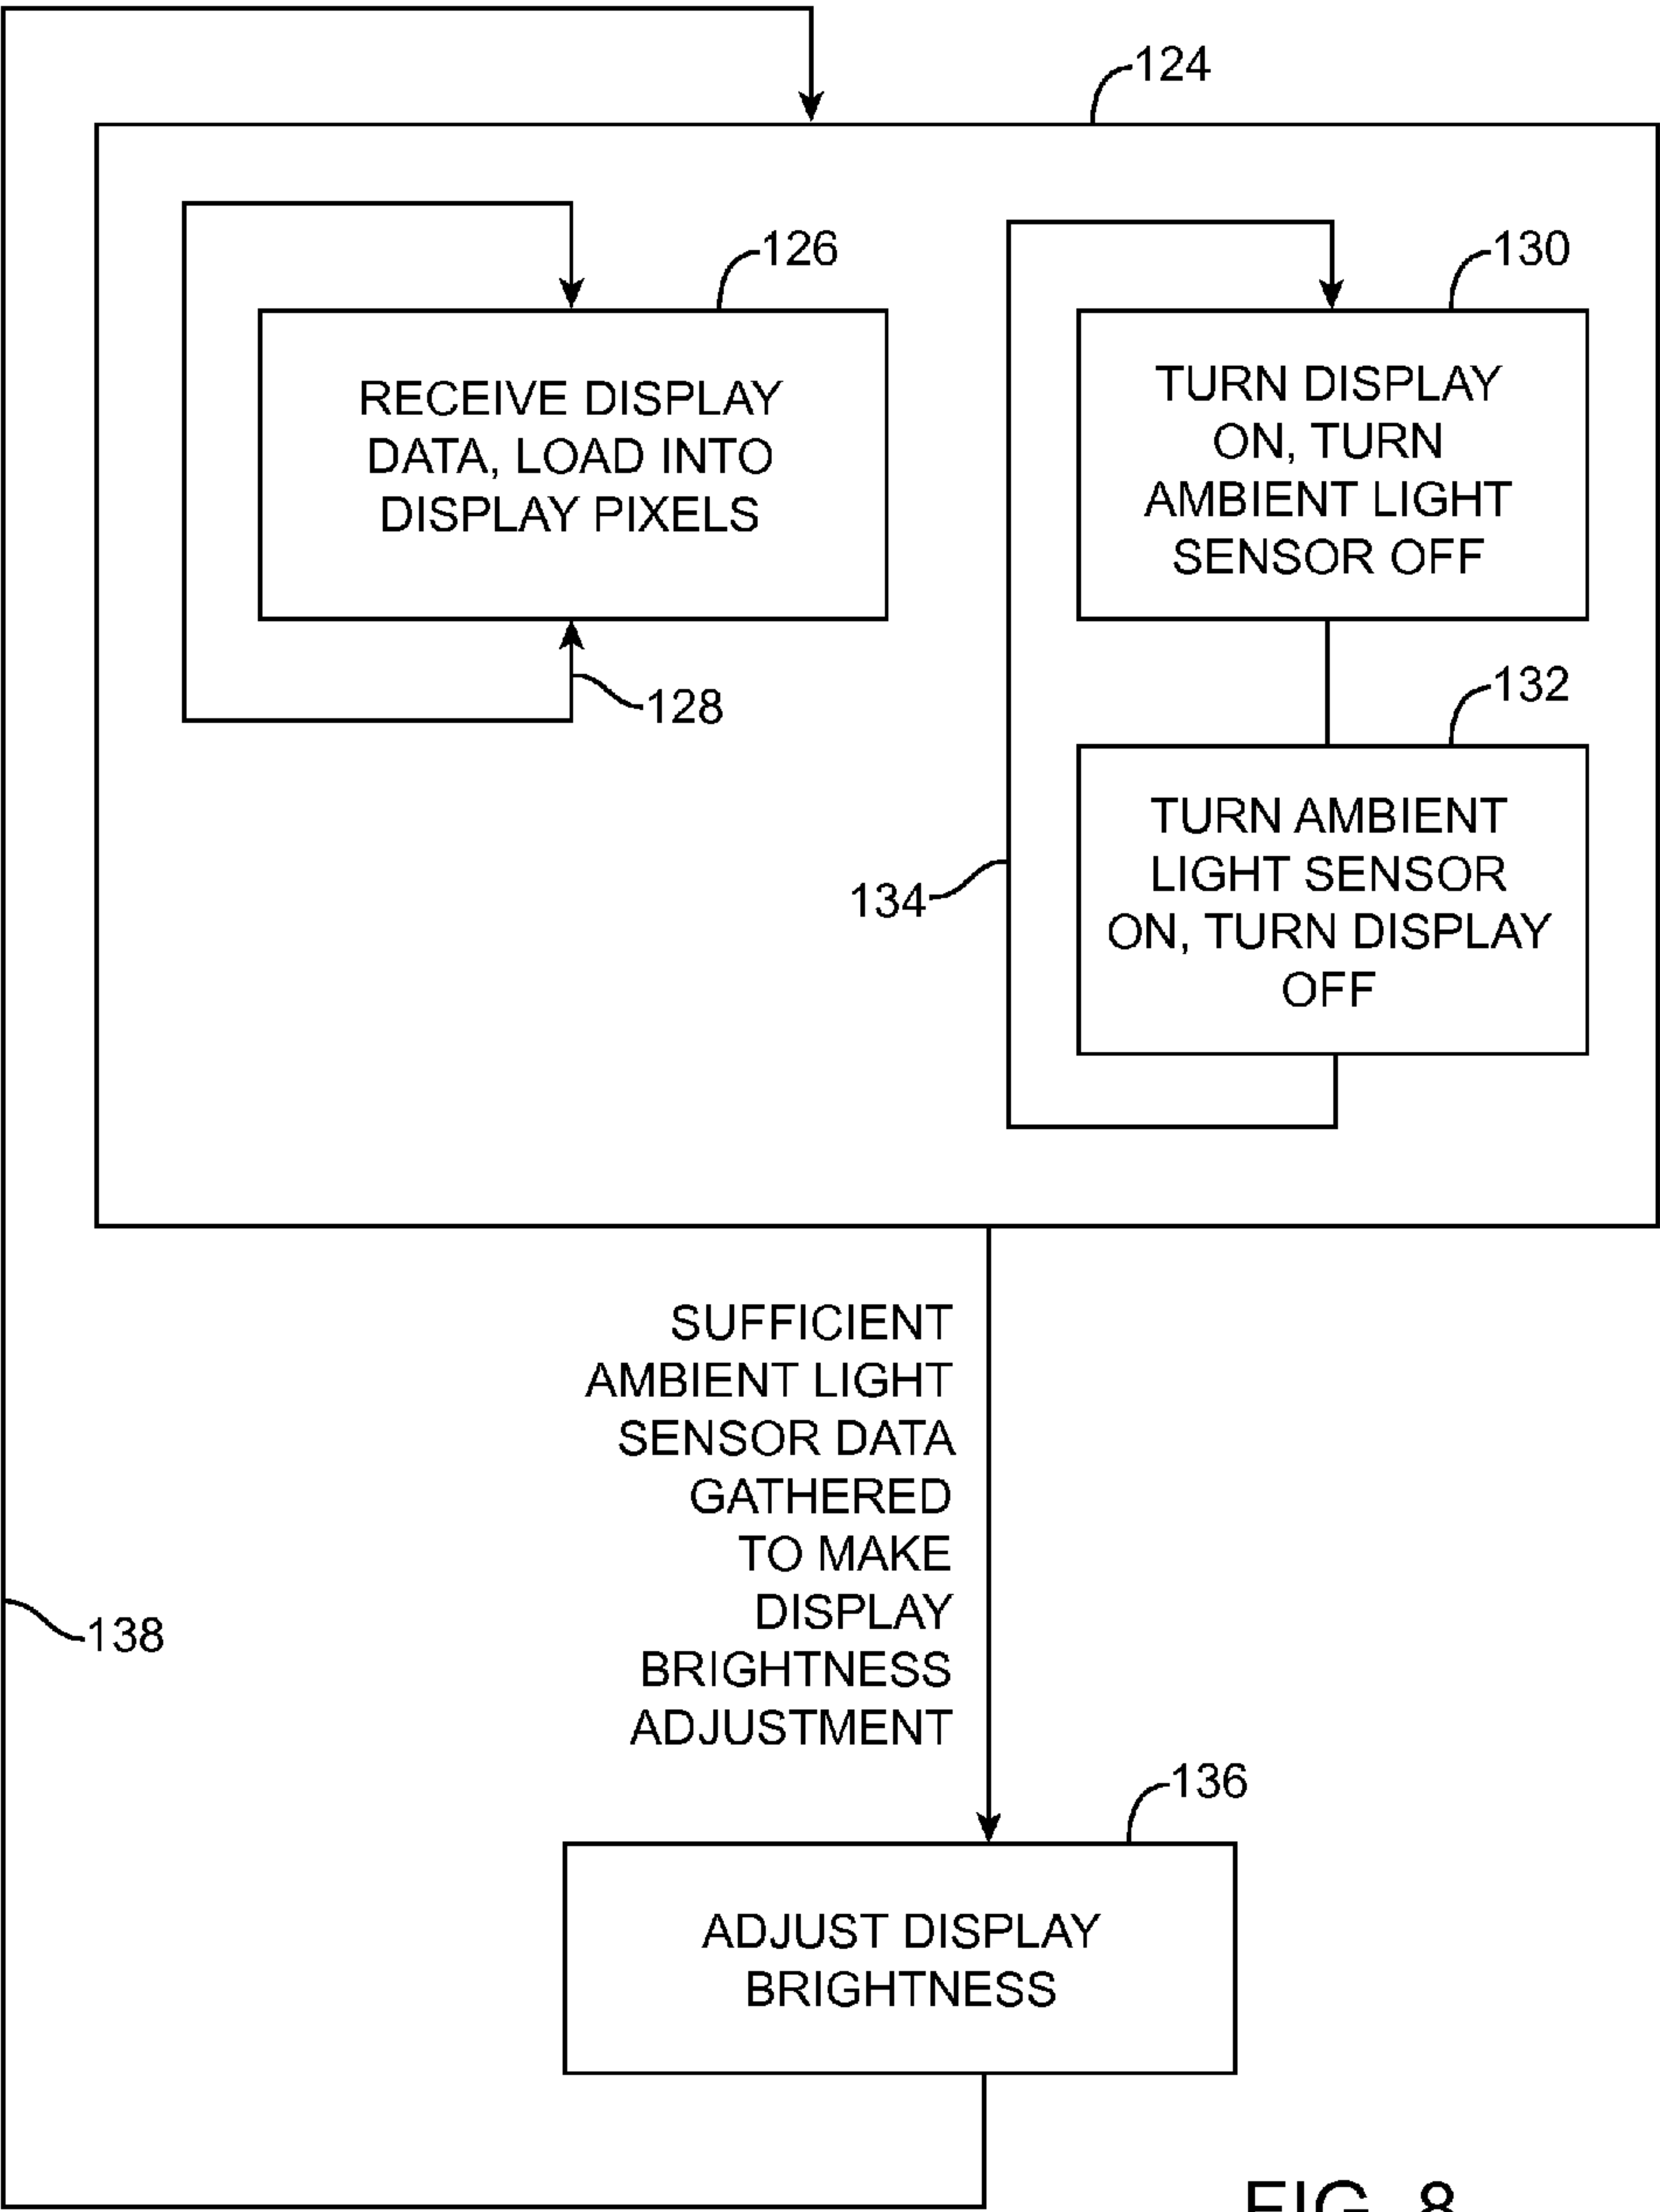 124
126
RECEIVE DISPLAY
DATA, LOAD INTO
DISPLAY PIXELS
128
130
TURN DISPLAY
ON, TURN
AMBIENT LIGHT
SENSOR OFF
132
TURN AMBIENT
LIGHT SENSOR
ON, TURN DISPLAY
OFF
134
SUFFICIENT
AMBIENT LIGHT
SENSOR DATA
GATHERED
TO MAKE
DISPLAY
BRIGHTNESS
ADJUSTMENT
138
136
ADJUST DISPLAY
BRIGHTNESS
FIG. 8